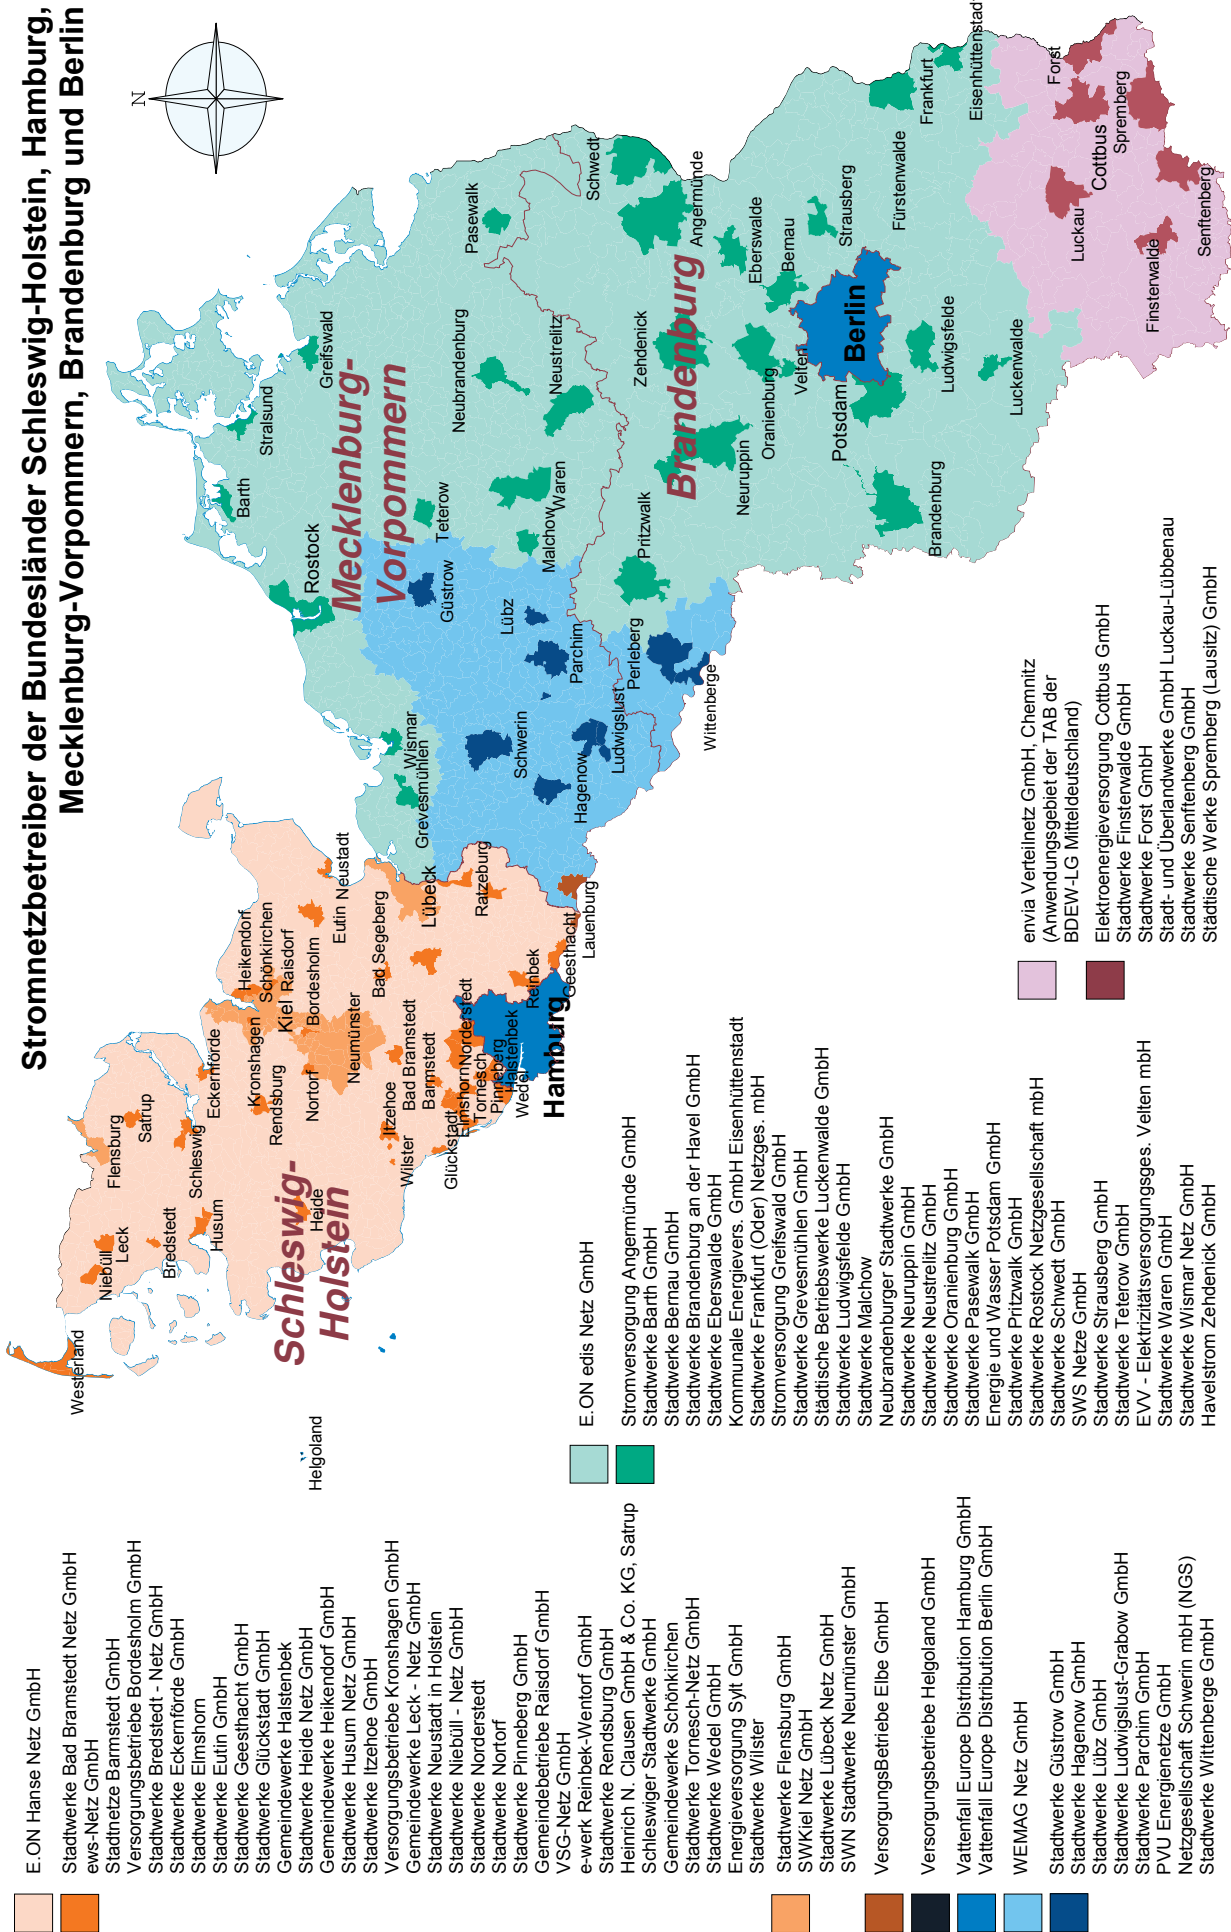 Stromnetzbetreiber der Bundesländer Schleswig-Holstein, Hamburg,
Mecklenburg-Vorpommern, Brandenburg und Berlin
N
Schleswig-
Holstein
Mecklenburg-
Vorpommern
Brandenburg
Hamburg
Berlin
Westerland
Helgoland
Niebüll
Leck
Bredstedt
Husum
Flensburg
Satrup
Schleswig
Eckernförde
Heide
Kronshagen
Rendsburg
Nortorf
Heikendorf
Schönkirchen
Raisdorf
Kiel
Bordesholm
Neumünster
Eutin
Neustadt
Bad Segeberg
Lübeck
Ratzeburg
Itzehoe
Wilster
Glückstadt
Bad Bramstedt
Barmstedt
Elmshorn
Norderstedt
Tornesch
Pinneberg
Halstenbek
Wedel
Reinbek
Geesthacht
Lauenburg
Grevesmühlen
Wismar
Schwerin
Hagenow
Ludwigslust
Parchim
Lübz
Güstrow
Perleberg
Wittenberge
Rostock
Barth
Stralsund
Greifswald
Teterow
Malchow
Waren
Neubrandenburg
Neustrelitz
Pasewalk
Pritzwalk
Neuruppin
Zehdenick
Oranienburg
Velten
Potsdam
Brandenburg
Schwedt
Angermünde
Eberswalde
Bernau
Strausberg
Fürstenwalde
Ludwigsfelde
Luckenwalde
Frankfurt
Eisenhüttenstadt
Forst
Cottbus
Spremberg
Luckau
Finsterwalde
Senftenberg
E.ON Hanse Netz GmbH
Stadtwerke Bad Bramstedt Netz GmbH
ews-Netz GmbH
Stadtnetze Barmstedt GmbH
Versorgungsbetriebe Bordesholm GmbH
Stadtwerke Bredstedt - Netz GmbH
Stadtwerke Eckernförde GmbH
Stadtwerke Elmshorn
Stadtwerke Eutin GmbH
Stadtwerke Geesthacht GmbH
Stadtwerke Glückstadt GmbH
Gemeindewerke Halstenbek
Stadtwerke Heide Netz GmbH
Gemeindewerke Heikendorf GmbH
Stadtwerke Husum Netz GmbH
Stadtwerke Itzehoe GmbH
Versorgungsbetriebe Kronshagen GmbH
Gemeindewerke Leck - Netz GmbH
Stadtwerke Neustadt in Holstein
Stadtwerke Niebüll - Netz GmbH
Stadtwerke Norderstedt
Stadtwerke Nortorf
Stadtwerke Pinneberg GmbH
Gemeindebetriebe Raisdorf GmbH
VSG-Netz GmbH
e-werk Reinbek-Wentorf GmbH
Stadtwerke Rendsburg GmbH
Heinrich N. Clausen GmbH & Co. KG, Satrup
Schleswiger Stadtwerke GmbH
Gemeindewerke Schönkirchen
Stadtwerke Tornesch-Netz GmbH
Stadtwerke Wedel GmbH
Energieversorgung Sylt GmbH
Stadtwerke Wilster
Stadtwerke Flensburg GmbH
SWKiel Netz GmbH
Stadtwerke Lübeck Netz GmbH
SWN Stadtwerke Neumünster GmbH
VersorgungsBetriebe Elbe GmbH
Versorgungsbetriebe Helgoland GmbH
Vattenfall Europe Distribution Hamburg GmbH
Vattenfall Europe Distribution Berlin GmbH
WEMAG Netz GmbH
Stadtwerke Güstrow GmbH
Stadtwerke Hagenow GmbH
Stadtwerke Lübz GmbH
Stadtwerke Ludwigslust-Grabow GmbH
Stadtwerke Parchim GmbH
PVU Energienetze GmbH
Netzgesellschaft Schwerin mbH (NGS)
Stadtwerke Wittenberge GmbH
E.ON edis Netz GmbH
Stromversorgung Angermünde GmbH
Stadtwerke Barth GmbH
Stadtwerke Bernau GmbH
Stadtwerke Brandenburg an der Havel GmbH
Stadtwerke Eberswalde GmbH
Kommunale Energievers. GmbH Eisenhüttenstadt
Stadtwerke Frankfurt (Oder) Netzges. mbH
Stromversorgung Greifswald GmbH
Stadtwerke Grevesmühlen GmbH
Städtische Betriebswerke Luckenwalde GmbH
Stadtwerke Ludwigsfelde GmbH
Stadtwerke Malchow
Neubrandenburger Stadtwerke GmbH
Stadtwerke Neuruppin GmbH
Stadtwerke Neustrelitz GmbH
Stadtwerke Oranienburg GmbH
Stadtwerke Pasewalk GmbH
Energie und Wasser Potsdam GmbH
Stadtwerke Pritzwalk GmbH
Stadtwerke Rostock Netzgesellschaft mbH
Stadtwerke Schwedt GmbH
SWS Netze GmbH
Stadtwerke Strausberg GmbH
Stadtwerke Teterow GmbH
EVV - Elektrizitätsversorgungsges. Velten mbH
Stadtwerke Waren GmbH
Stadtwerke Wismar Netz GmbH
Havelstrom Zehdenick GmbH
envia Verteilnetz GmbH, Chemnitz
(Anwendungsgebiet der TAB der
BDEW-LG Mitteldeutschland)
Elektroenergieversorgung Cottbus GmbH
Stadtwerke Finsterwalde GmbH
Stadtwerke Forst GmbH
Stadt- und Überlandwerke GmbH Luckau-Lübbenau
Stadtwerke Senftenberg GmbH
Städtische Werke Spremberg (Lausitz) GmbH